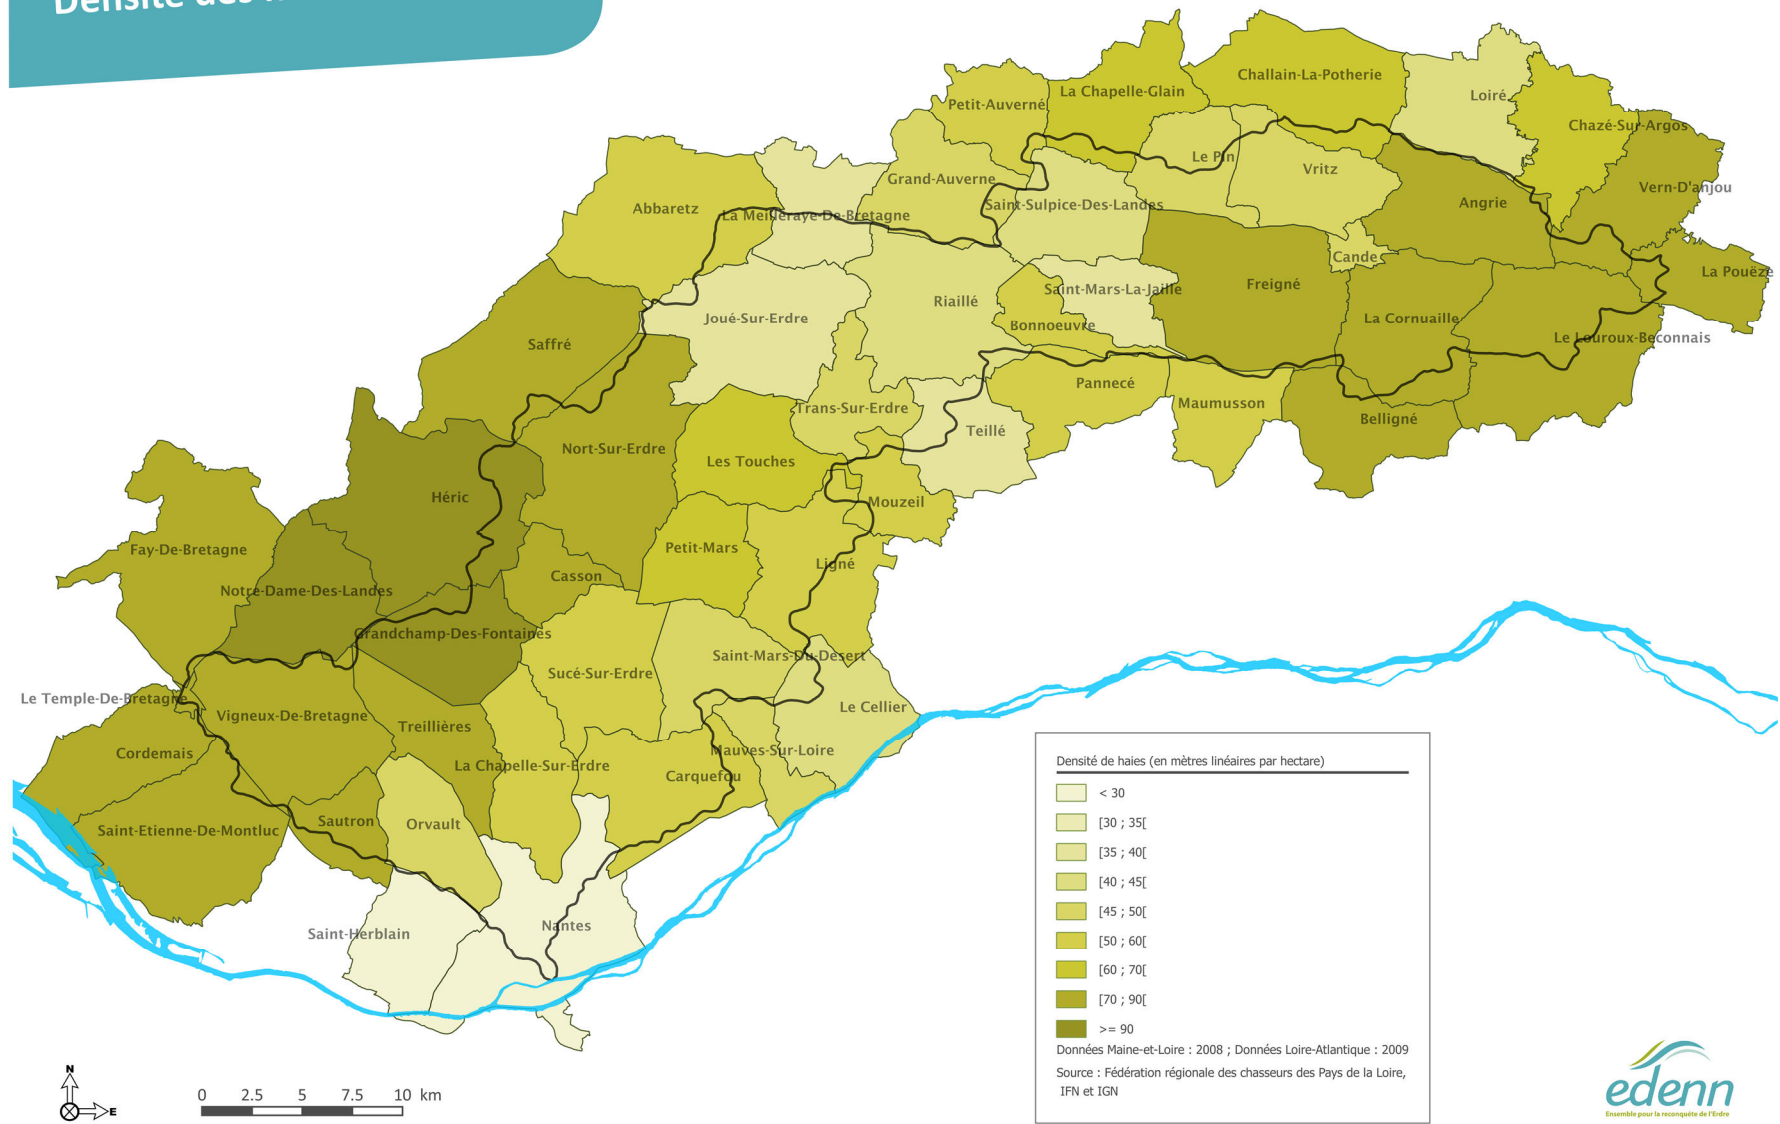 Densité des
Challain-La-Potherie
La Chapelle-Glain
Loiré
Petit-Auverné
Chazé-Sur-Argos
Le Pin
Vritz
Grand-Auverne
Vern-D'anjou
Angrie
Saint-Sulpice-Des-Landes
Abbaretz
La Meilleraye-De-Bretagne
Cande
La Pouëze
Freigné
Saint-Mars-La-Jaille
Riaillé
Joué-Sur-Erdre
La Cornuaille
Bonnoeuvre
Le Louroux-Beconnais
Saffré
Pannecé
Maumusson
Trans-Sur-Erdre
Belligné
Teillé
Nort-Sur-Erdre
Les Touches
Héric
Mouzeil
Fay-De-Bretagne
Petit-Mars
Ligné
Casson
Notre-Dame-Des-Landes
Grandchamp-Des-Fontaines
Saint-Mars-Du-Desert
Sucé-Sur-Erdre
Le Temple-De-Bretagne
Le Cellier
Vigneux-De-Bretagne
Treillières
Cordemais
Mauves-Sur-Loire
La Chapelle-Sur-Erdre
Carquefou
Sautron
Orvault
Saint-Etienne-De-Montluc
Nantes
Saint-Herblain
Densité de haies (en mètres linéaires par hectare)
< 30
[30 ; 35[
[35 ; 40[
[40 ; 45[
[45 ; 50[
[50 ; 60[
[60 ; 70[
[70 ; 90[
>= 90
Données Maine-et-Loire : 2008 ; Données Loire-Atlantique : 2009
Source : Fédération régionale des chasseurs des Pays de la Loire,
IFN et IGN
N
E
0 2.5 5 7.5 10 km
edenn
Ensemble pour la reconquête de l'Erdre